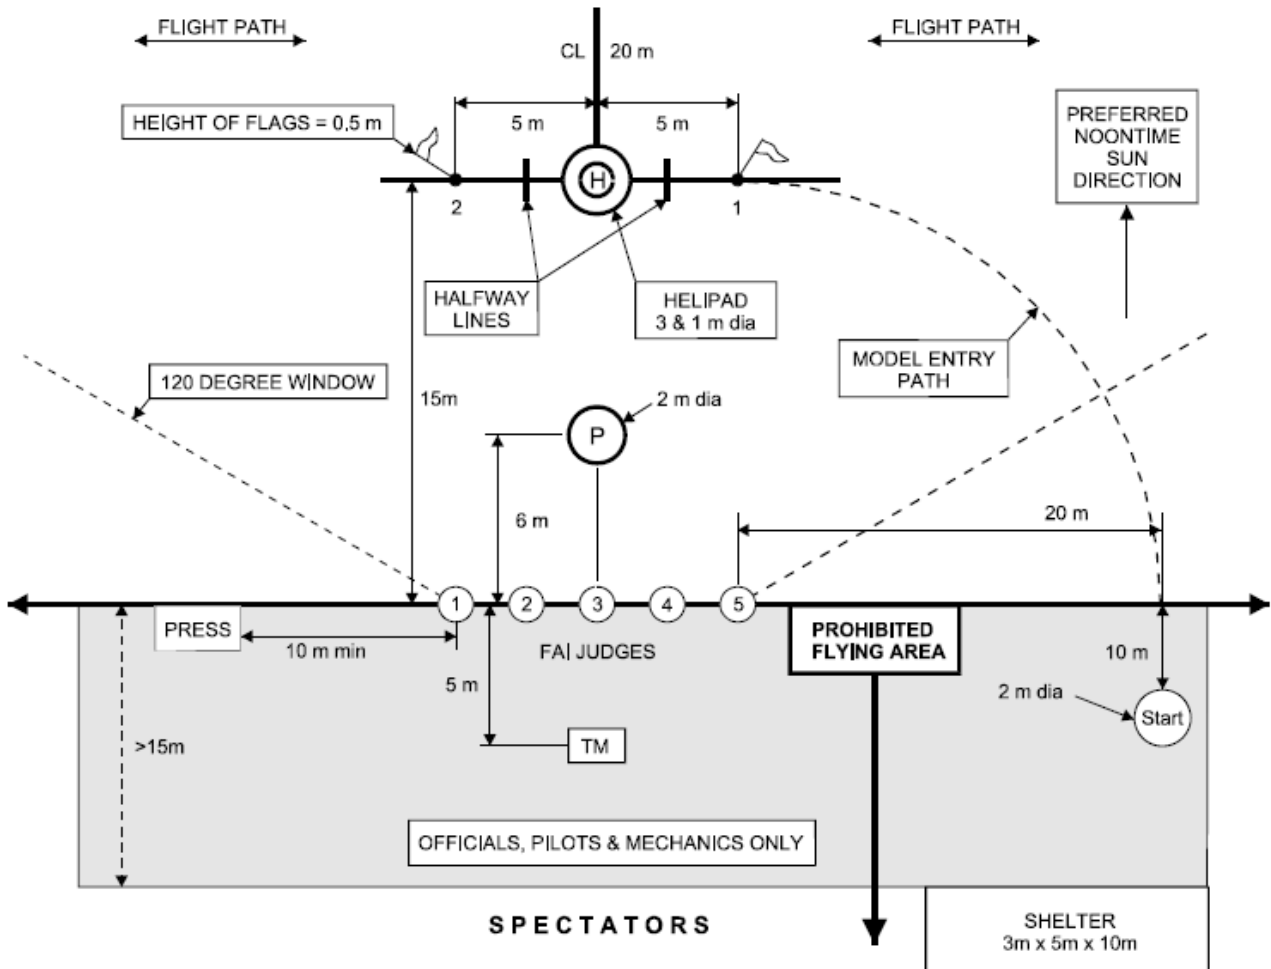 FLIGHT PATH
FLIGHT PATH
CL
20 m
HEIGHT OF FLAGS = 0.5 m
5 m
5 m
PREFERRED
NOONTIME
SUN
DIRECTION
H
2
1
HALFWAY
LINES
HELIPAD
3 & 1 m dia
MODEL ENTRY
PATH
120 DEGREE WINDOW
15m
2 m dia
P
6 m
20 m
1
2
3
4
5
PRESS
10 m min
FAI JUDGES
PROHIBITED
FLYING AREA
10 m
5 m
2 m dia
Start
>15m
TM
OFFICIALS, PILOTS & MECHANICS ONLY
SPECTATORS
SHELTER
3m x 5m x 10m